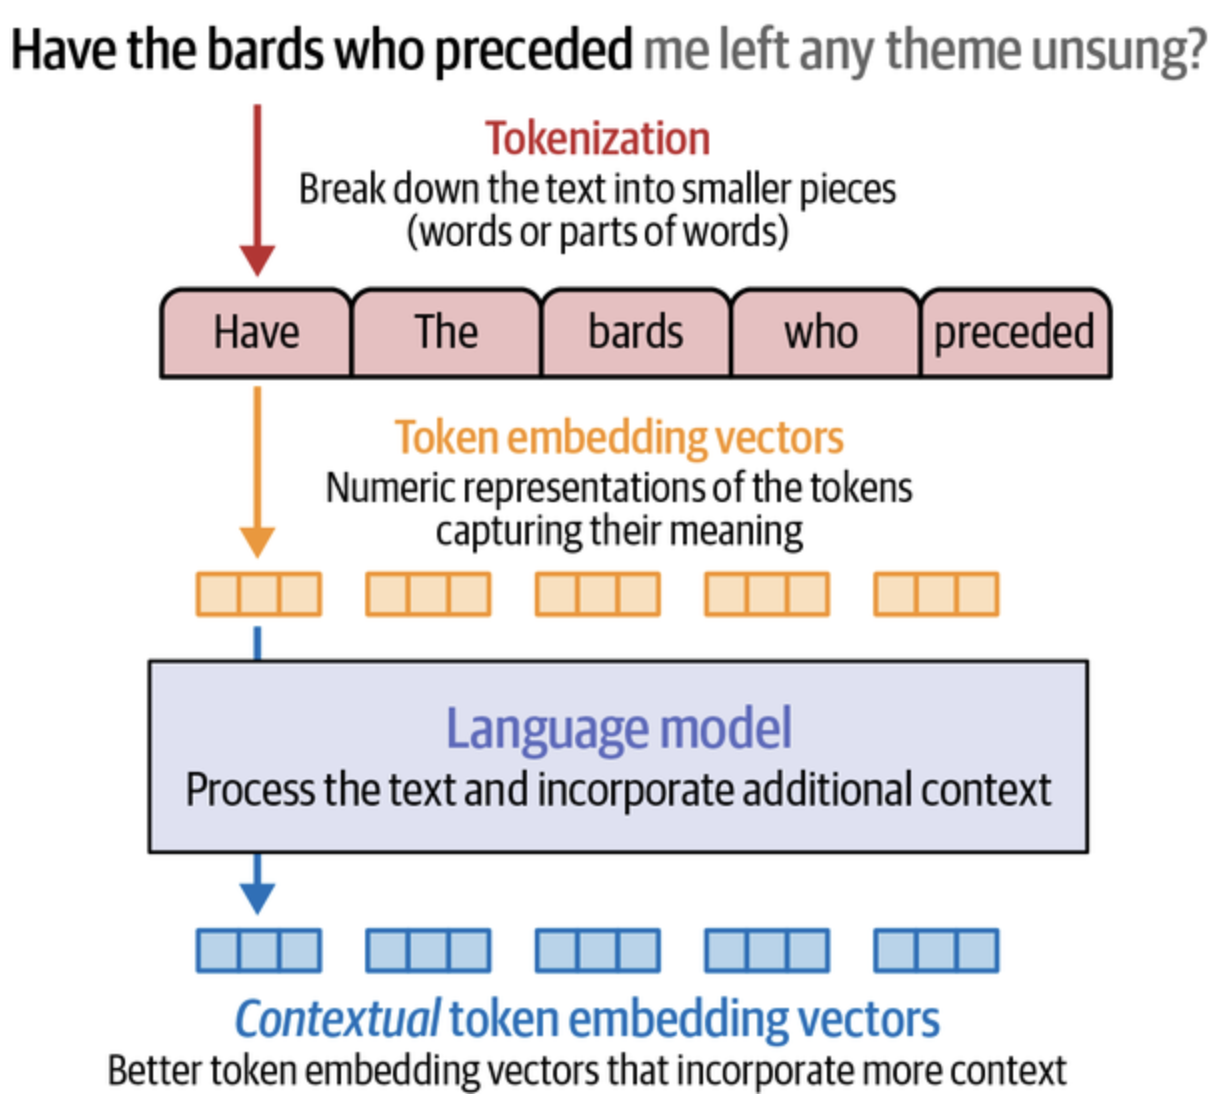 Have the bards who preceded me left any theme unsung?
Tokenization
Break down the text into smaller pieces
(words or parts of words)
Have The bards who preceded
Token embedding vectors
Numeric representations of the tokens
capturing their meaning
Language model
Process the text and incorporate additional context
Contextual token embedding vectors
Better token embedding vectors that incorporate more context